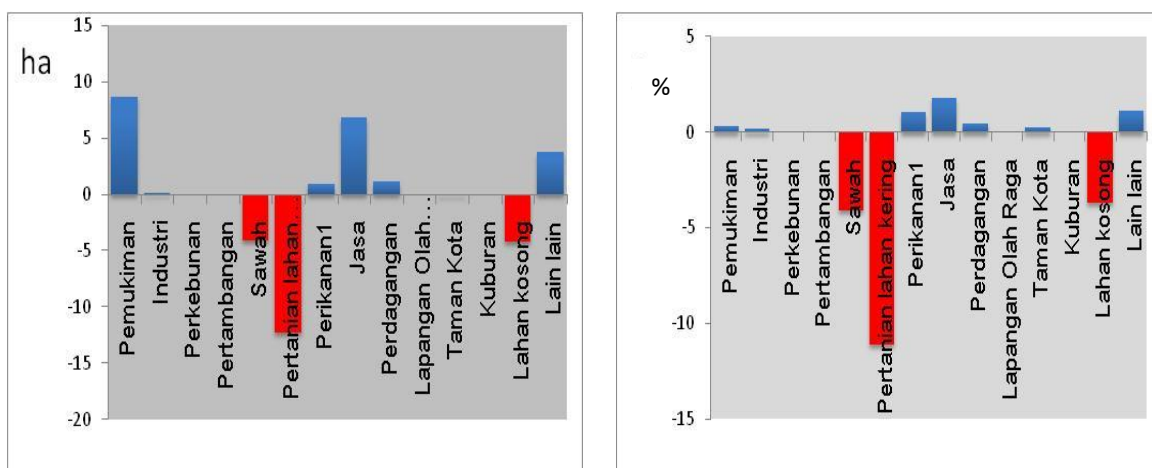 15
10
5
0
-5
-10
-15
-20
ha
Pemukiman
Industri
Perkebunan
Pertambangan
Sawah
Pertanian lahan...
Perikanan1
Jasa
Perdagangan
Lapangan Olah...
Taman Kota
Kuburan
Lahan kosong
Lain lain
5
0
-5
-10
-15
%
Pemukiman
Industri
Perkebunan
Pertambangan
Sawah
Pertanian lahan kering
Perikanan1
Jasa
Perdagangan
Lapangan Olah Raga
Taman Kota
Kuburan
Lahan kosong
Lain lain